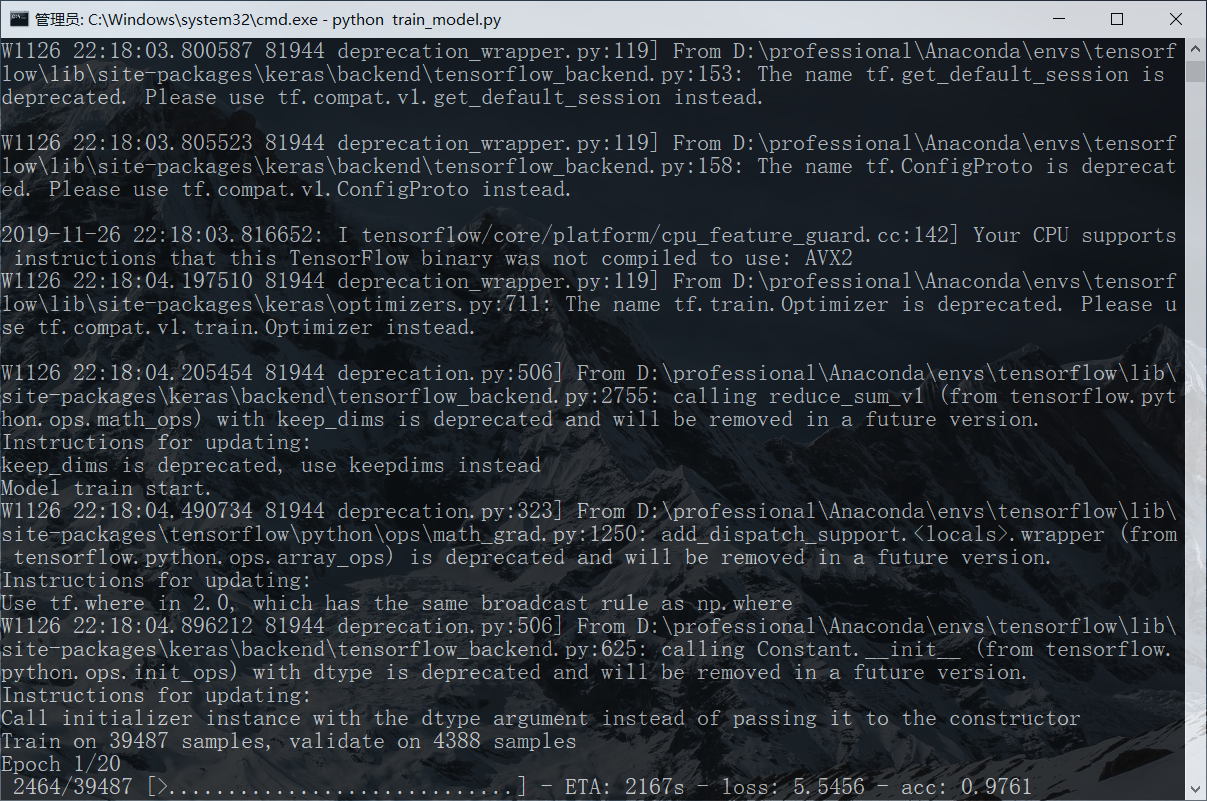 管理员: C:\Windows\system32\cmd.exe - python  train_model.py
W1126 22:18:03.800587 81944 deprecation_wrapper.py:119] From D:\professional\Anaconda\envs\tensorf
low\lib\site-packages\keras\backend\tensorflow_backend.py:153: The name tf.get_default_session is
deprecated. Please use tf.compat.v1.get_default_session instead.
W1126 22:18:03.805523 81944 deprecation_wrapper.py:119] From D:\professional\Anaconda\envs\tensorf
low\lib\site-packages\keras\backend\tensorflow_backend.py:158: The name tf.ConfigProto is deprecat
ed. Please use tf.compat.v1.ConfigProto instead.
2019-11-26 22:18:03.816652: I tensorflow/core/platform/cpu_feature_guard.cc:142] Your CPU supports
 instructions that this TensorFlow binary was not compiled to use: AVX2
W1126 22:18:04.197510 81944 deprecation_wrapper.py:119] From D:\professional\Anaconda\envs\tensorf
low\lib\site-packages\keras\optimizers.py:711: The name tf.train.Optimizer is deprecated. Please u
se tf.compat.v1.train.Optimizer instead.
W1126 22:18:04.205454 81944 deprecation.py:506] From D:\professional\Anaconda\envs\tensorflow\lib\
site-packages\keras\backend\tensorflow_backend.py:2755: calling reduce_sum_v1 (from tensorflow.pyt
hon.ops.math_ops) with keep_dims is deprecated and will be removed in a future version.
Instructions for updating:
keep_dims is deprecated, use keepdims instead
Model train start.
W1126 22:18:04.490734 81944 deprecation.py:323] From D:\professional\Anaconda\envs\tensorflow\lib\
site-packages\tensorflow\python\ops\math_grad.py:1250: add_dispatch_support.<locals>.wrapper (from
 tensorflow.python.ops.array_ops) is deprecated and will be removed in a future version.
Instructions for updating:
Use tf.where in 2.0, which has the same broadcast rule as np.where
W1126 22:18:04.896212 81944 deprecation.py:506] From D:\professional\Anaconda\envs\tensorflow\lib\
site-packages\keras\backend\tensorflow_backend.py:625: calling Constant.__init__ (from tensorflow.
python.ops.init_ops) with dtype is deprecated and will be removed in a future version.
Instructions for updating:
Call initializer instance with the dtype argument instead of passing it to the constructor
Train on 39487 samples, validate on 4388 samples
Epoch 1/20
 2464/39487 [>.............................] - ETA: 2167s - loss: 5.5456 - acc: 0.9761